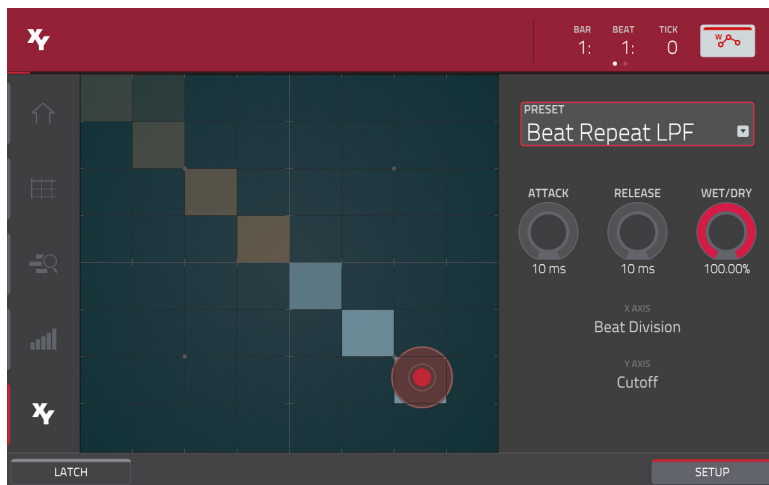 XY
BAR BEAT TICK
1: 1: 0
W
PRESET
Beat Repeat LPF
ATTACK RELEASE WET/DRY
10 ms 10 ms 100.00%
X AXIS
Beat Division
Y AXIS
Cutoff
XY
LATCH SETUP